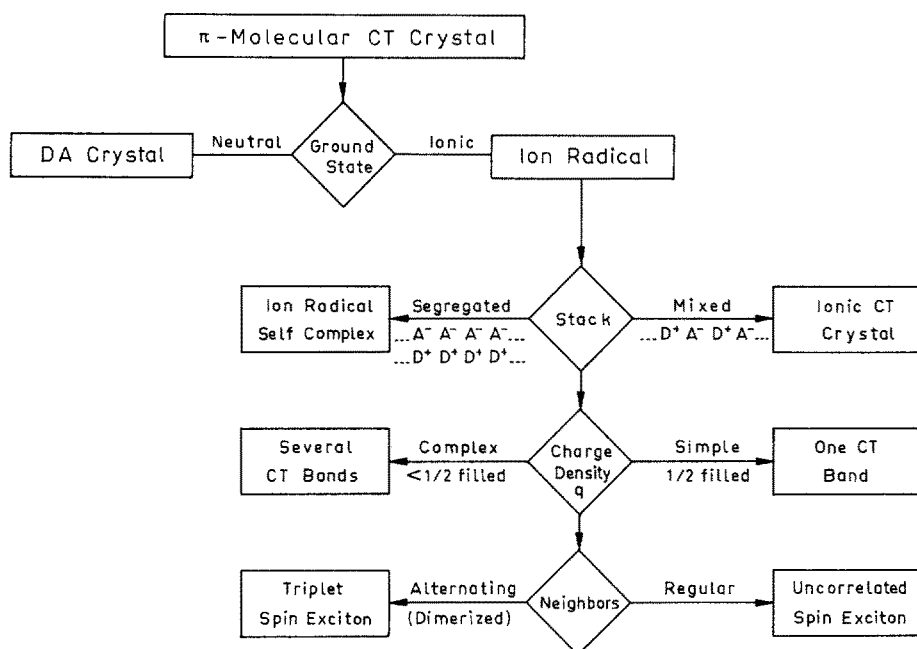 π-Molecular CT Crystal
DA Crystal
Neutral
Ground
State
Ionic
Ion Radical
Ion Radical
Self Complex
Segregated
...A⁻ A⁻ A⁻ A⁻...
...D⁺ D⁺ D⁺ D⁺...
Stack
Mixed
...D⁺ A⁻ D⁺ A⁻...
Ionic CT
Crystal
Several
CT Bands
Complex
<1/2 filled
Charge
Density
q
Simple
1/2 filled
One CT
Band
Triplet
Spin Exciton
Alternating
(Dimerized)
Neighbors
Regular
Uncorrelated
Spin Exciton